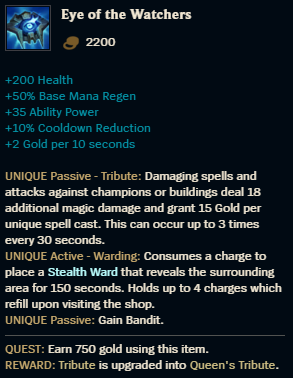 Eye of the Watchers
2200
+200 Health
+50% Base Mana Regen
+35 Ability Power
+10% Cooldown Reduction
+2 Gold per 10 seconds
UNIQUE Passive - Tribute: Damaging spells and
attacks against champions or buildings deal 18
additional magic damage and grant 15 Gold per
unique spell cast. This can occur up to 3 times
every 30 seconds.
UNIQUE Active - Warding: Consumes a charge to
place a Stealth Ward that reveals the surrounding
area for 150 seconds. Holds up to 4 charges which
refill upon visiting the shop.
UNIQUE Passive: Gain Bandit.
QUEST: Earn 750 gold using this item.
REWARD: Tribute is upgraded into Queen's Tribute.